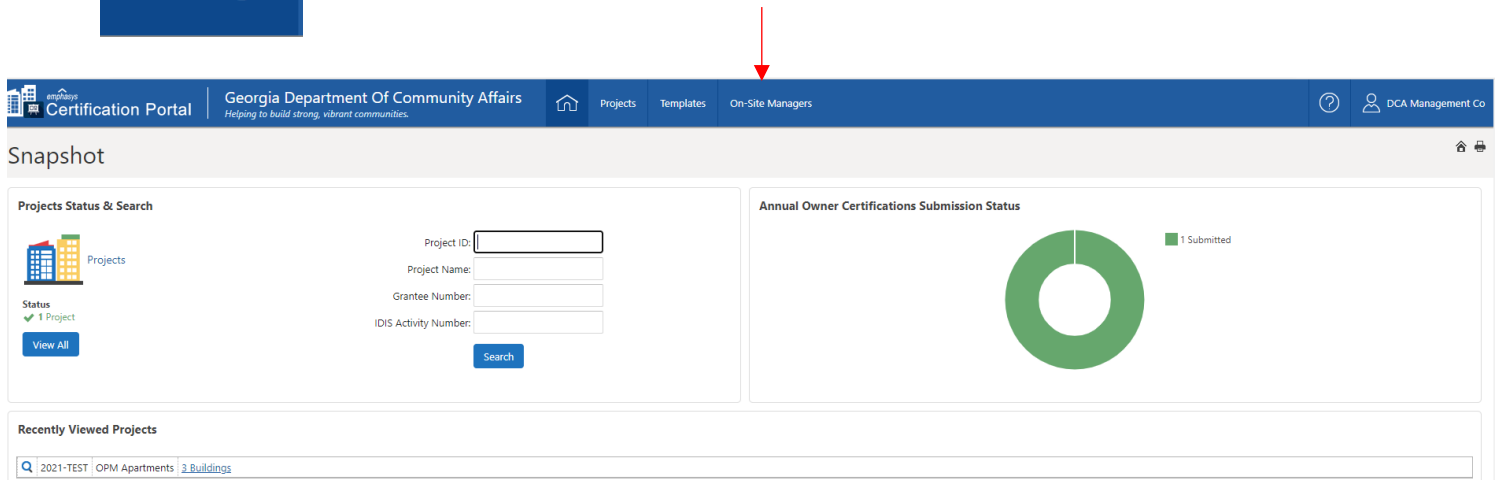 emphasys
Certification Portal
Georgia Department Of Community Affairs
Helping to build strong, vibrant communities.
Projects
Templates
On-Site Managers
?
DCA Management Co
Snapshot
Projects Status & Search
Projects
Status
1 Project
View All
Project ID:
Project Name:
Grantee Number:
IDIS Activity Number:
Search
Annual Owner Certifications Submission Status
1 Submitted
Recently Viewed Projects
2021-TEST OPM Apartments 3 Buildings